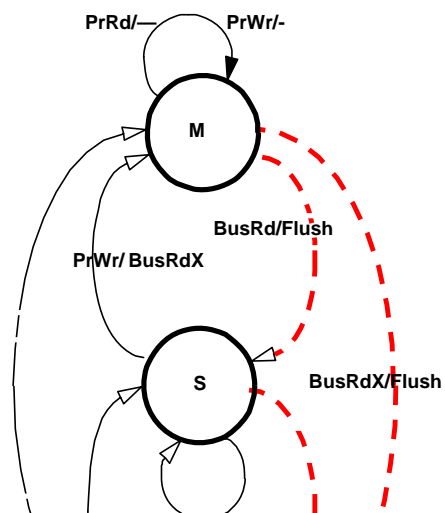 PrRd/— PrWr/-
M
BusRd/Flush
PrWr/ BusRdX
S
BusRdX/Flush